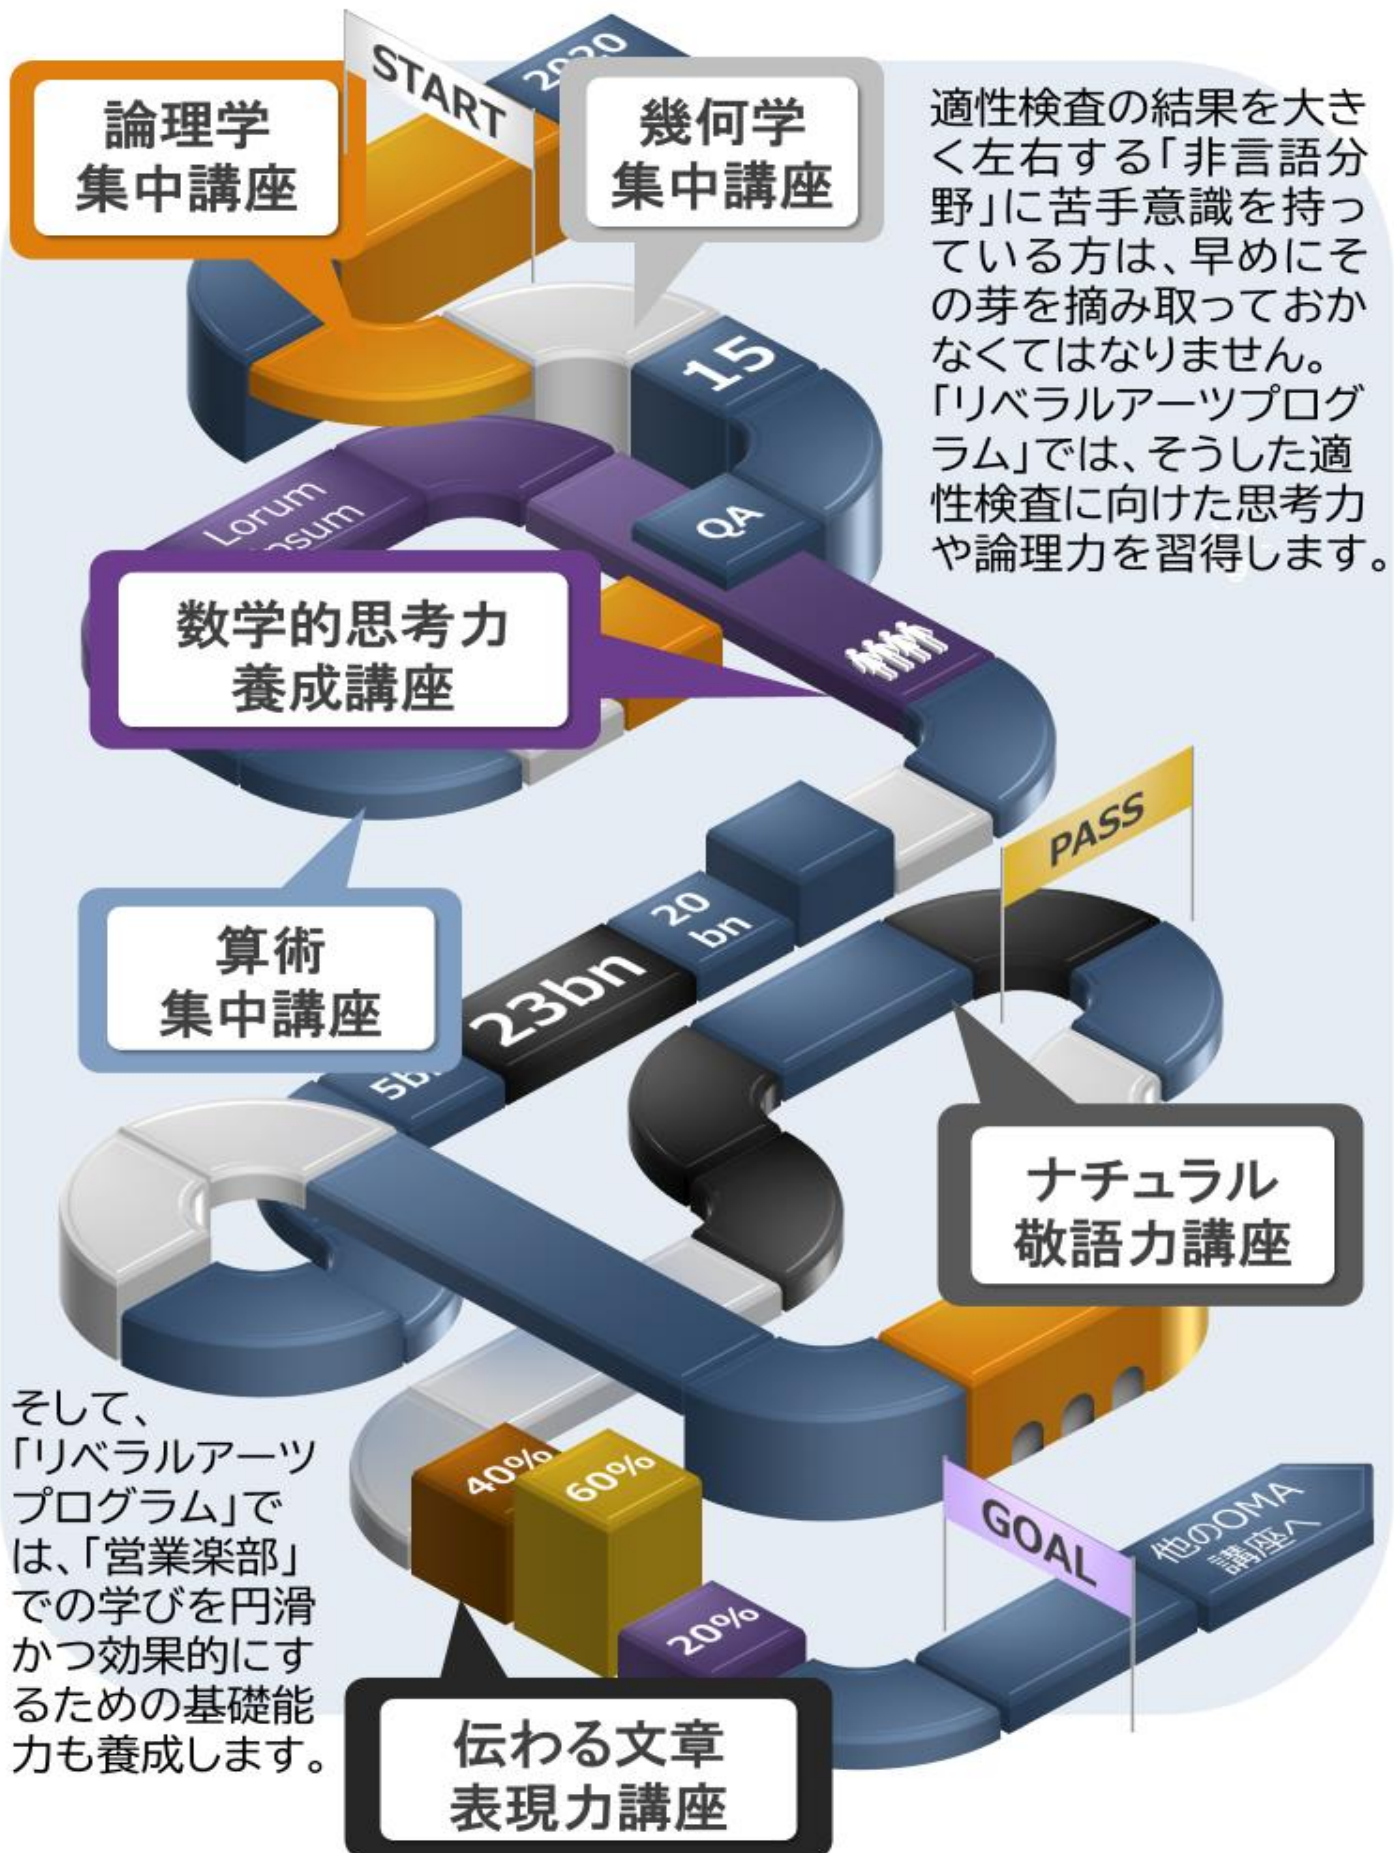 START
2020
論理学
集中講座
幾何学
集中講座
適性検査の結果を大き
く左右する「非言語分
野」に苦手意識を持っ
ている方は、早めにそ
の芽を摘み取っておか
なくてはなりません。
「リベラルアーツプログ
ラム」では、そうした適
性検査に向けた思考力
や論理力を習得します。
15
Lorum
QA
数学的思考力
養成講座
PASS
算術
集中講座
20
bn
23bn
ナチュラル
敬語力講座
そして、
「リベラルアーツ
プログラム」で
は、「営業楽部」
での学びを円滑
かつ効果的にす
るための基礎能
力も養成します。
40%
60%
20%
GOAL
他のOMA
講座へ
伝わる文章
表現力講座